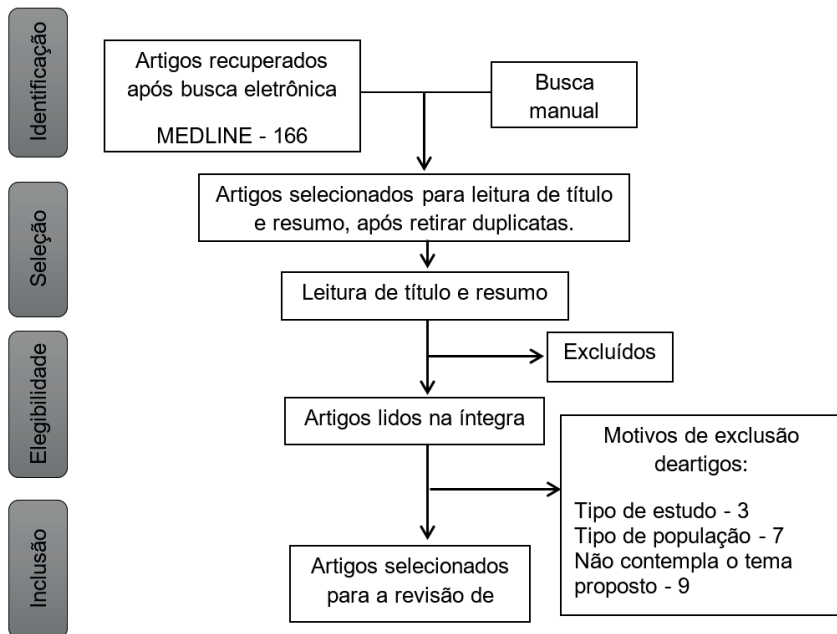 Identificação
Artigos recuperados
após busca eletrônica
MEDLINE - 166
Busca
manual
Seleção
Artigos selecionados para leitura de título
e resumo, após retirar duplicatas.
Leitura de título e resumo
Elegibilidade
Excluídos
Artigos lidos na íntegra
Motivos de exclusão
deartigos:
Tipo de estudo - 3
Tipo de população - 7
Não contempla o tema
proposto - 9
Inclusão
Artigos selecionados
para a revisão de